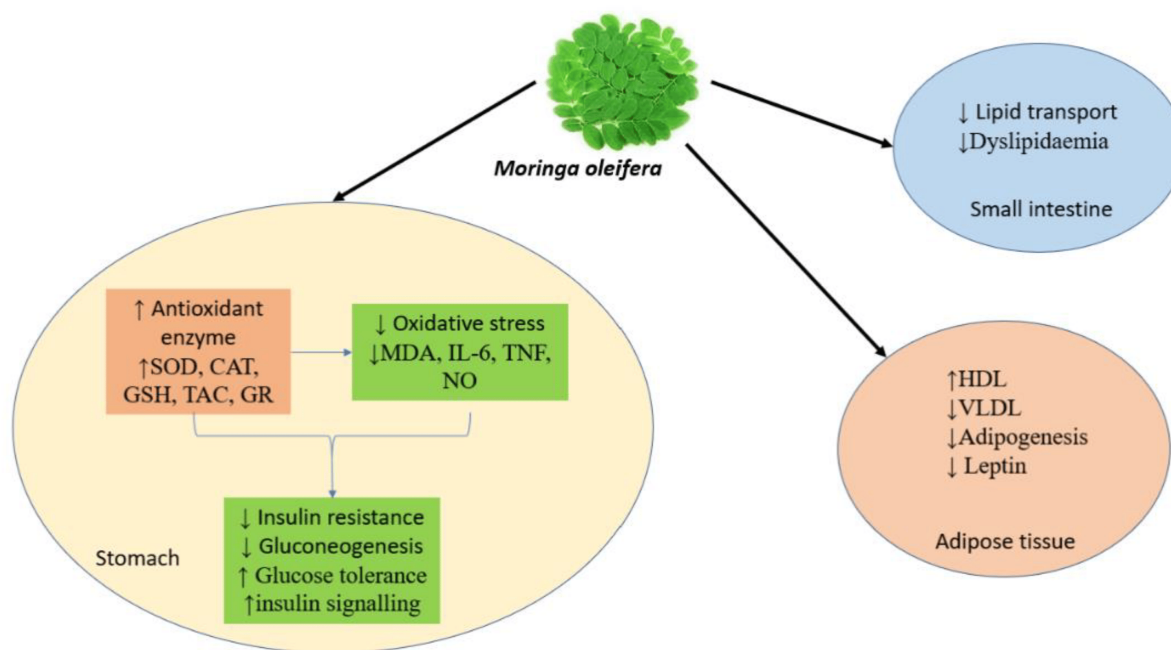 Moringa oleifera
↓ Lipid transport
↓Dyslipidaemia
Small intestine
↑ Antioxidant
enzyme
↑SOD, CAT,
GSH, TAC, GR
↓ Oxidative stress
↓MDA, IL-6, TNF,
NO
↓ Insulin resistance
↓ Gluconeogenesis
↑ Glucose tolerance
↑insulin signalling
Stomach
↑HDL
↓VLDL
↓Adipogenesis
↓ Leptin
Adipose tissue